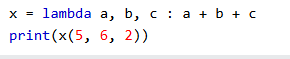 x = lambda a, b, c : a + b + c
print(x(5, 6, 2))